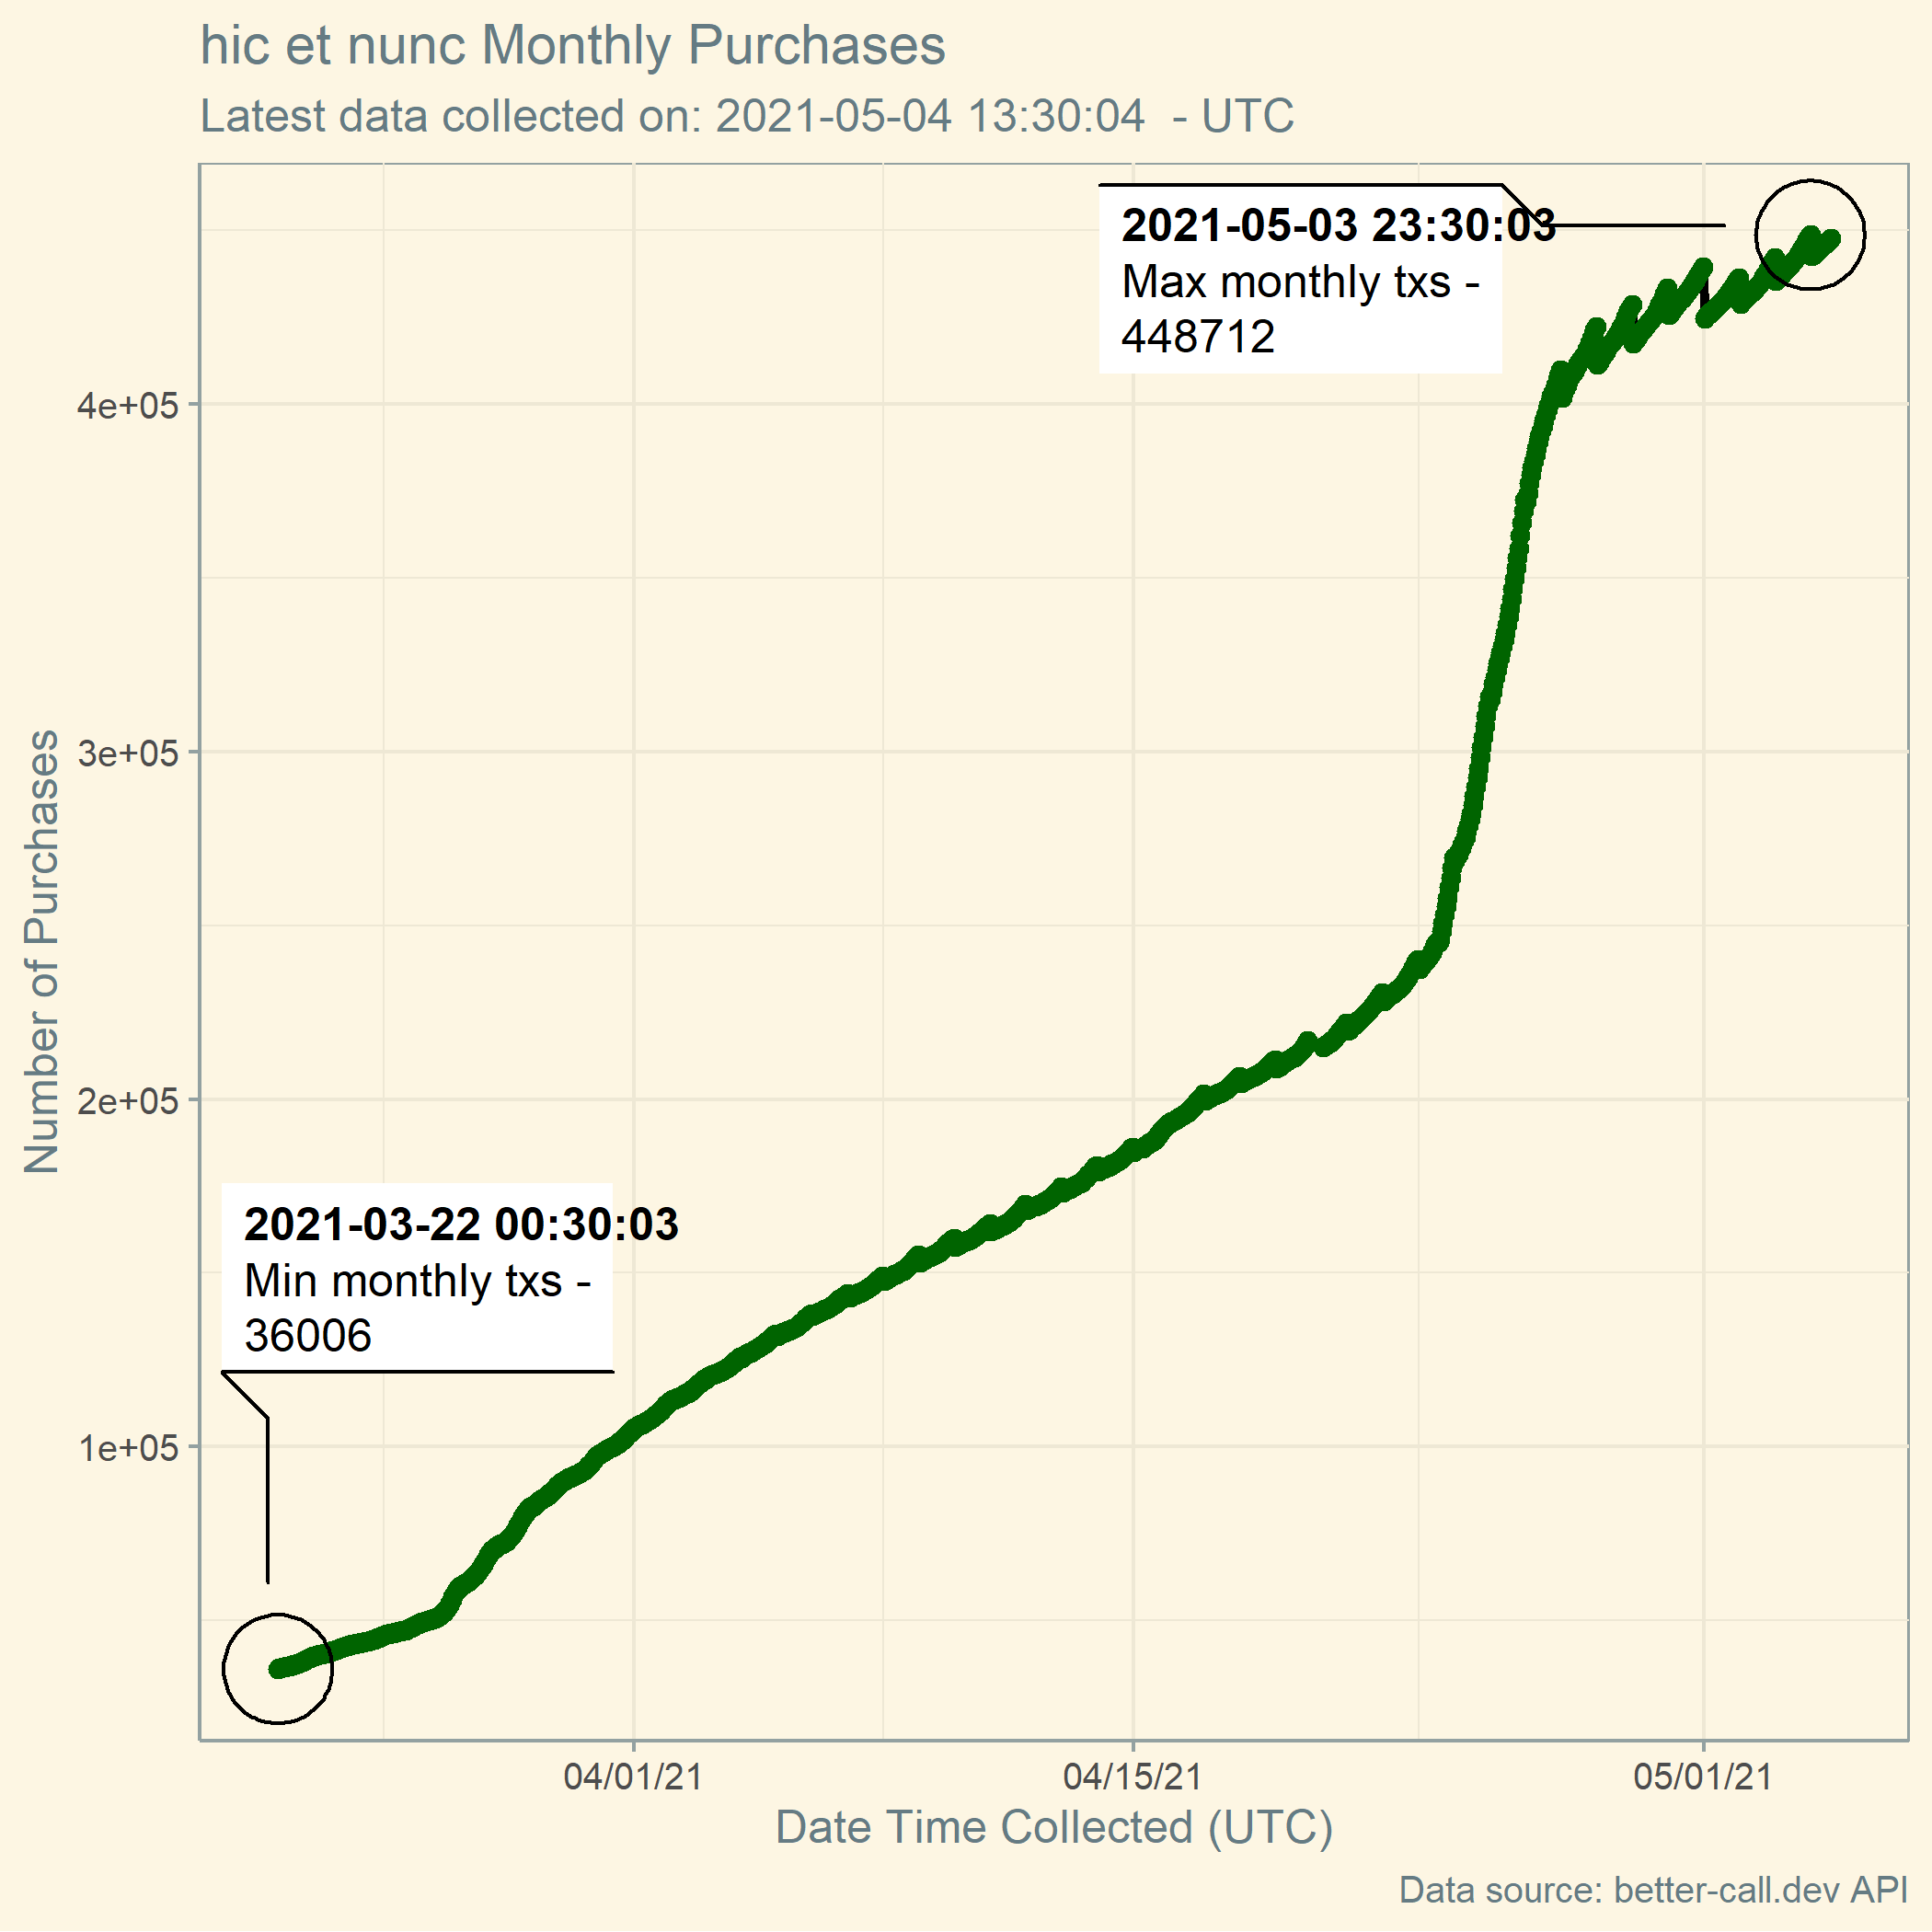 hic et nunc Monthly Purchases
Latest data collected on: 2021-05-04 13:30:04  - UTC
2021-05-03 23:30:03
Max monthly txs -
448712
4e+05
3e+05
2e+05
1e+05
Number of Purchases
2021-03-22 00:30:03
Min monthly txs -
36006
04/01/21
04/15/21
05/01/21
Date Time Collected (UTC)
Data source: better-call.dev API